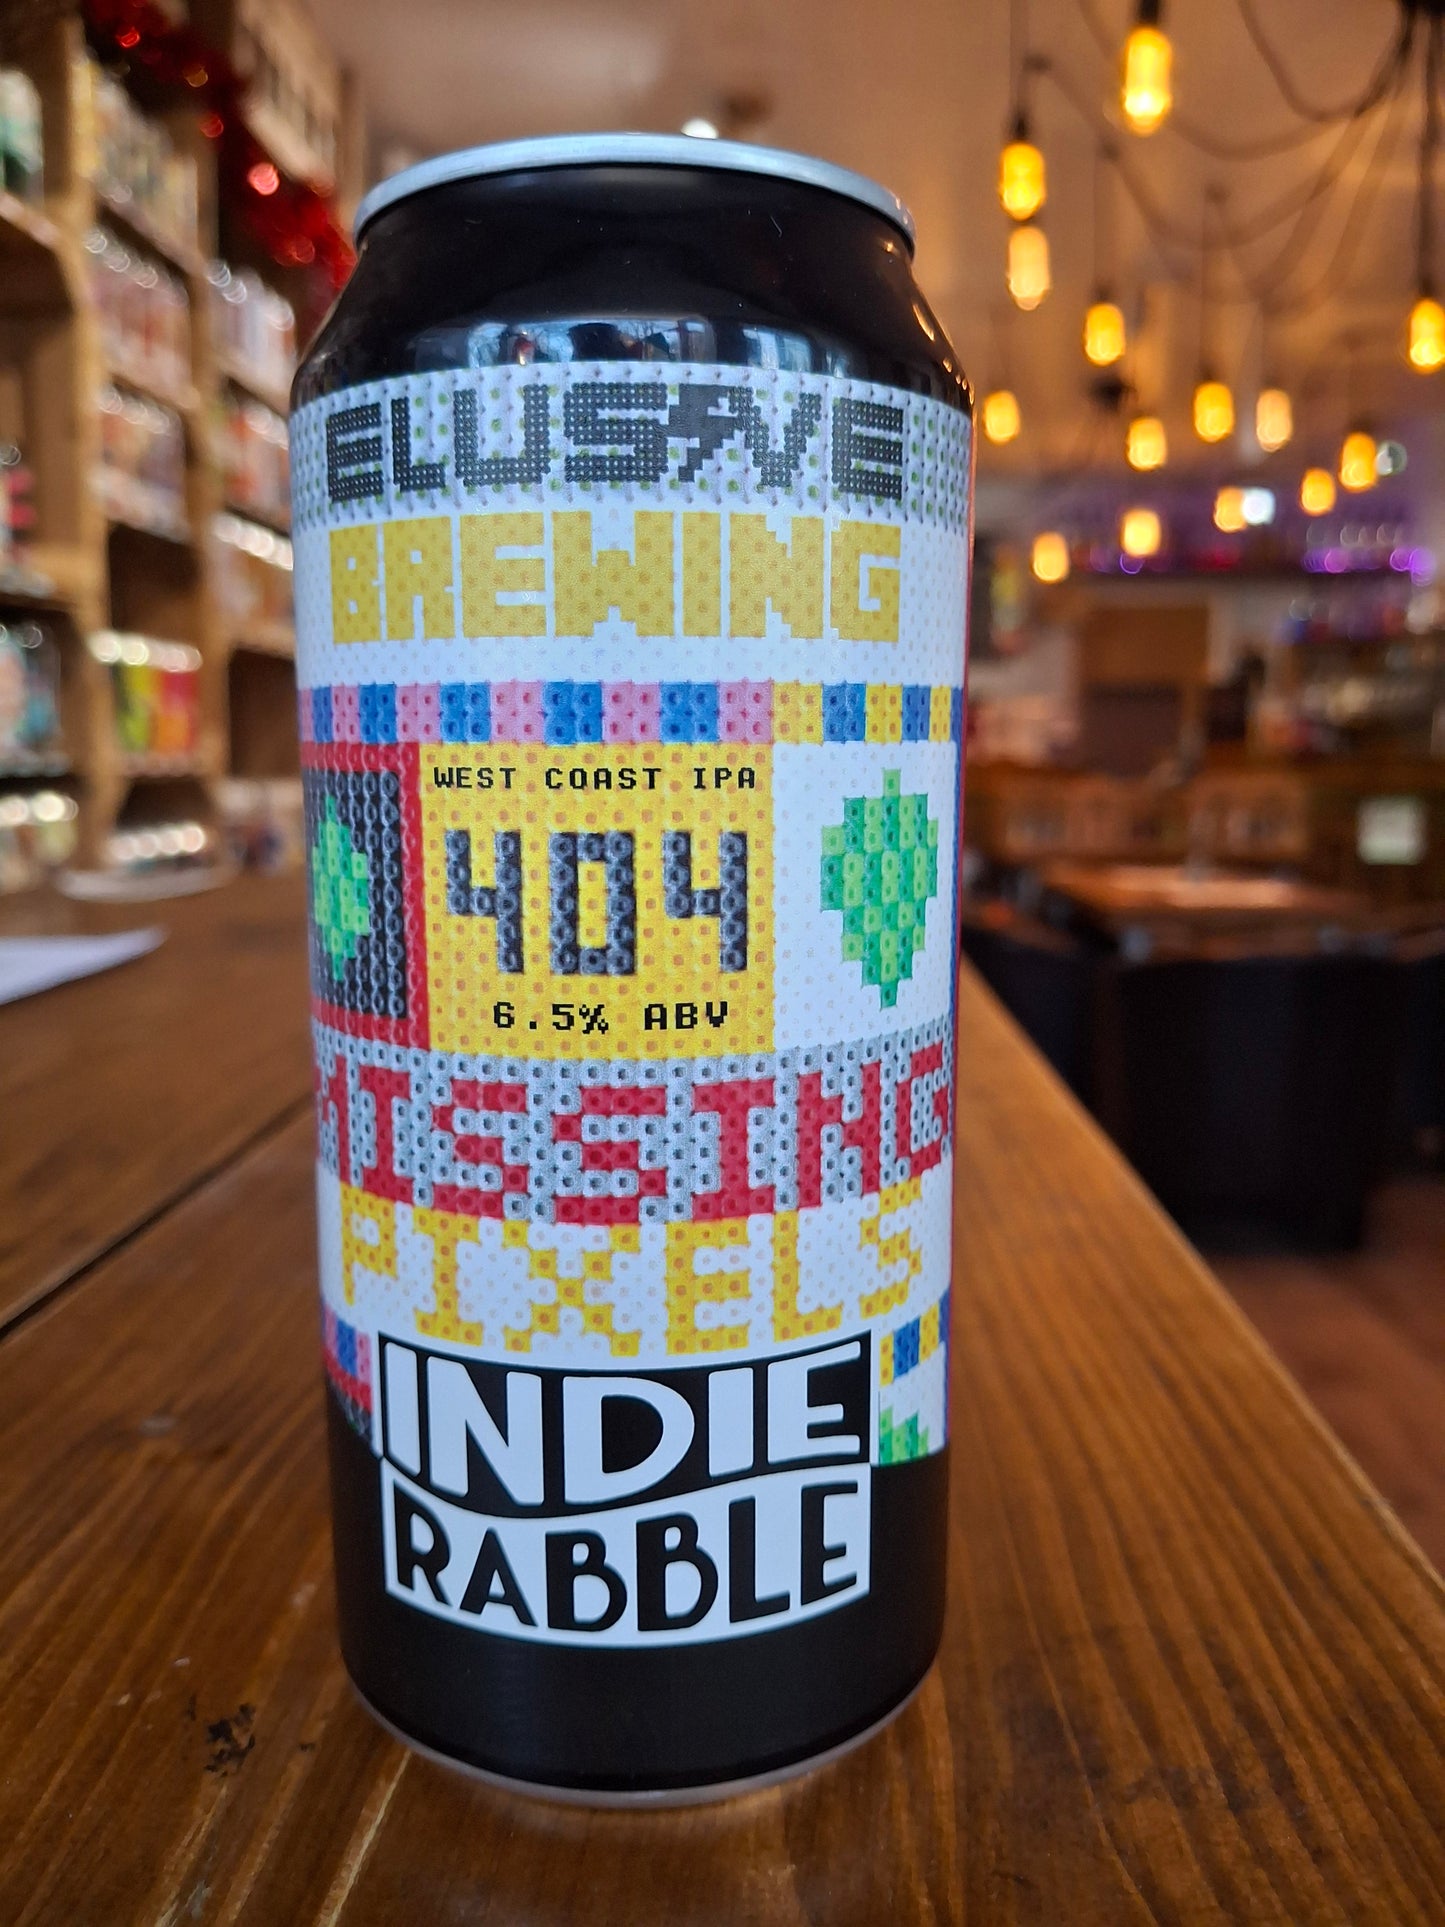 ELUSIVE
BREWING
WEST COAST IPA
404
6.5% ABV
MISSING
PIXELS
INDIE
RABBLE